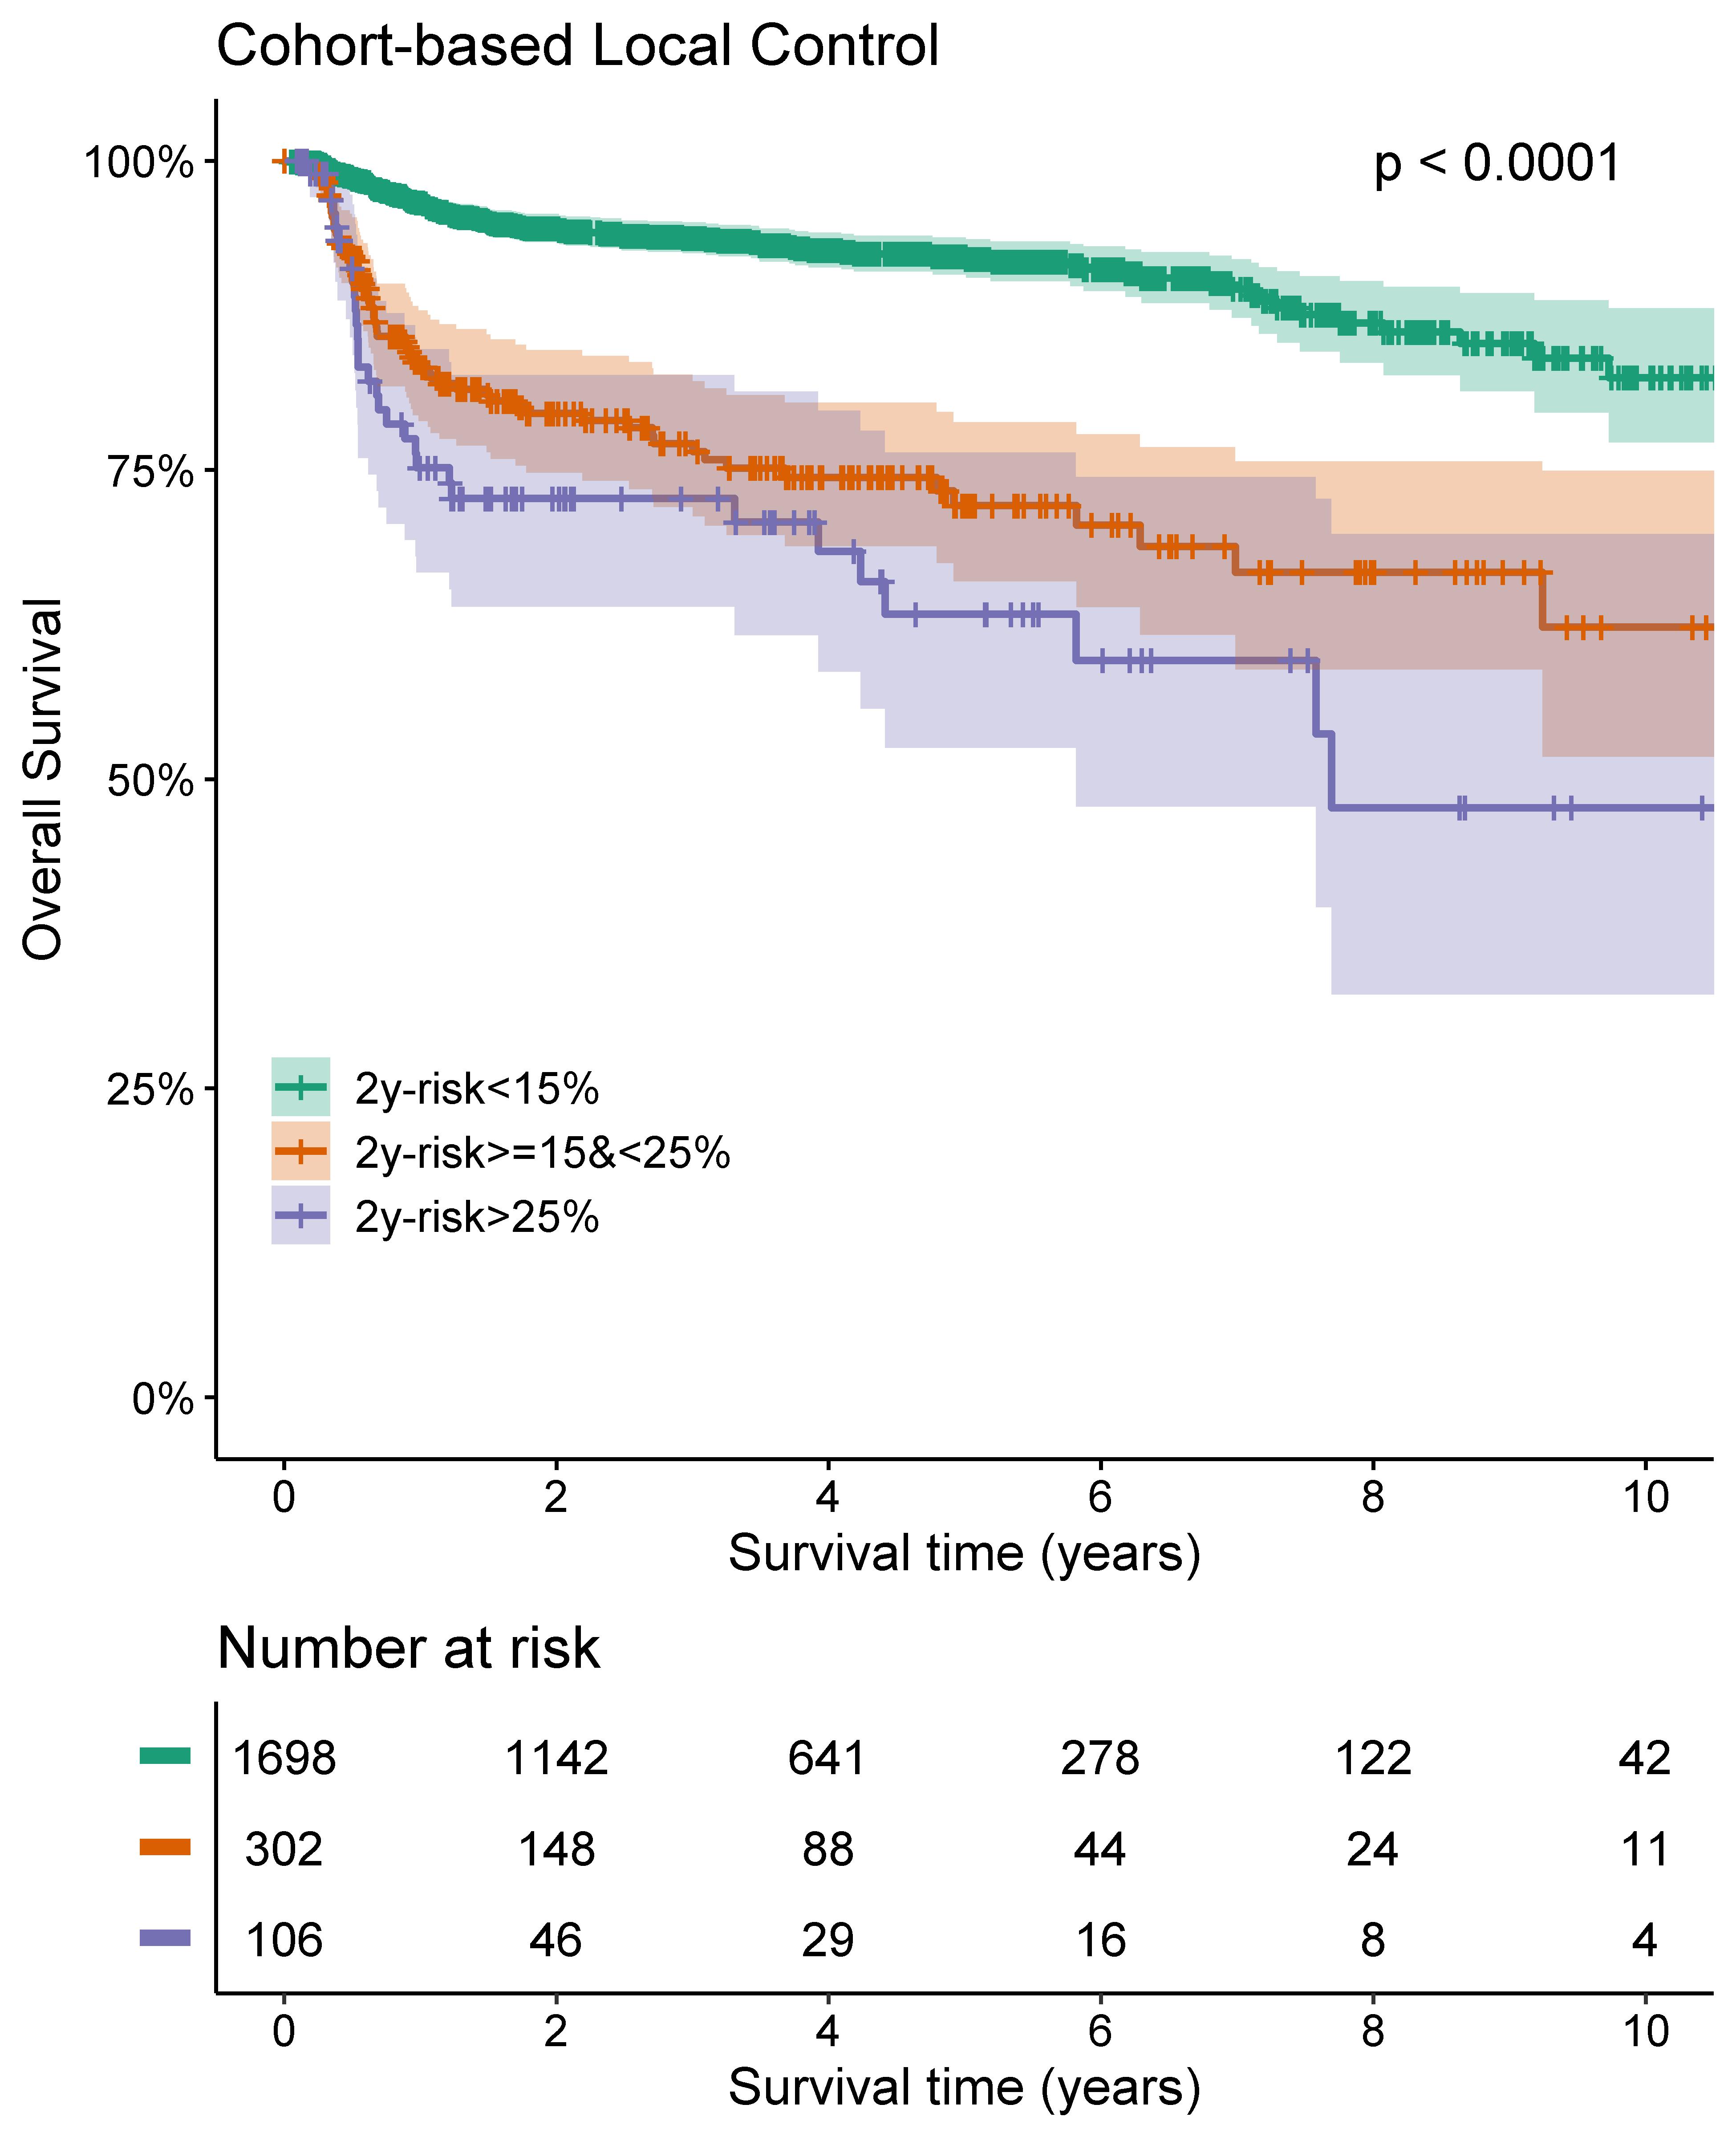 Cohort-based Local Control
p < 0.0001
100%
75%
50%
25%
0%
Overall Survival
2y-risk<15%
2y-risk>=15&<25%
2y-risk>25%
0 2 4 6 8 10
Survival time (years)
Number at risk
1698 1142 641 278 122 42
302 148 88 44 24 11
106 46 29 16 8 4
0 2 4 6 8 10
Survival time (years)